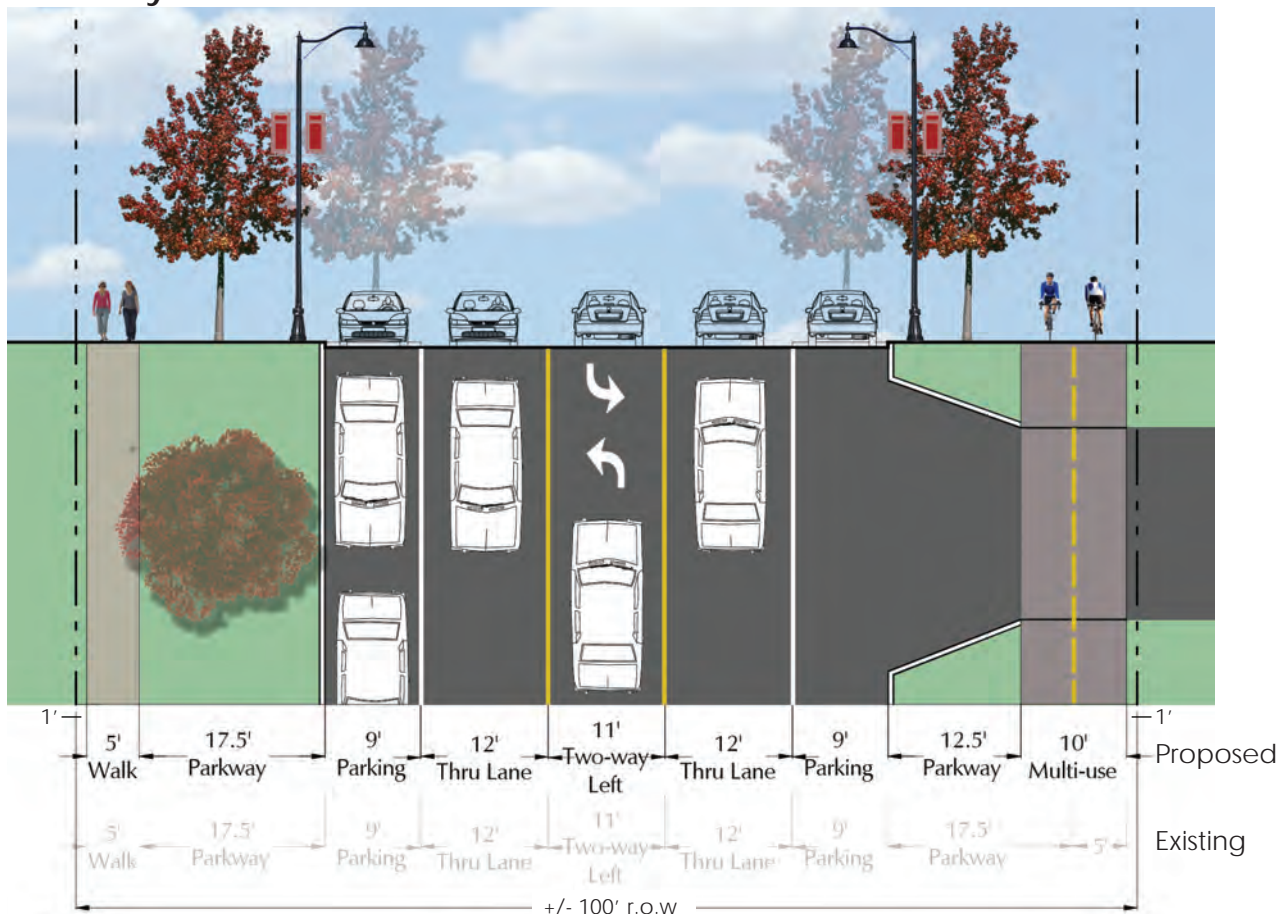 1'
1'
5' 17.5' 9' 12' 11' 12' 9' 12.5' 10' Proposed
Walk Parkway Parking Thru Lane Two-way Left Thru Lane Parking Parkway Multi-use
5' 17.5' 9' 12' 11' 12' 9' 17.5' 5' Existing
Walk Parkway Parking Thru Lane Two-way Left Thru Lane Parking Parkway
+/- 100' r.o.w